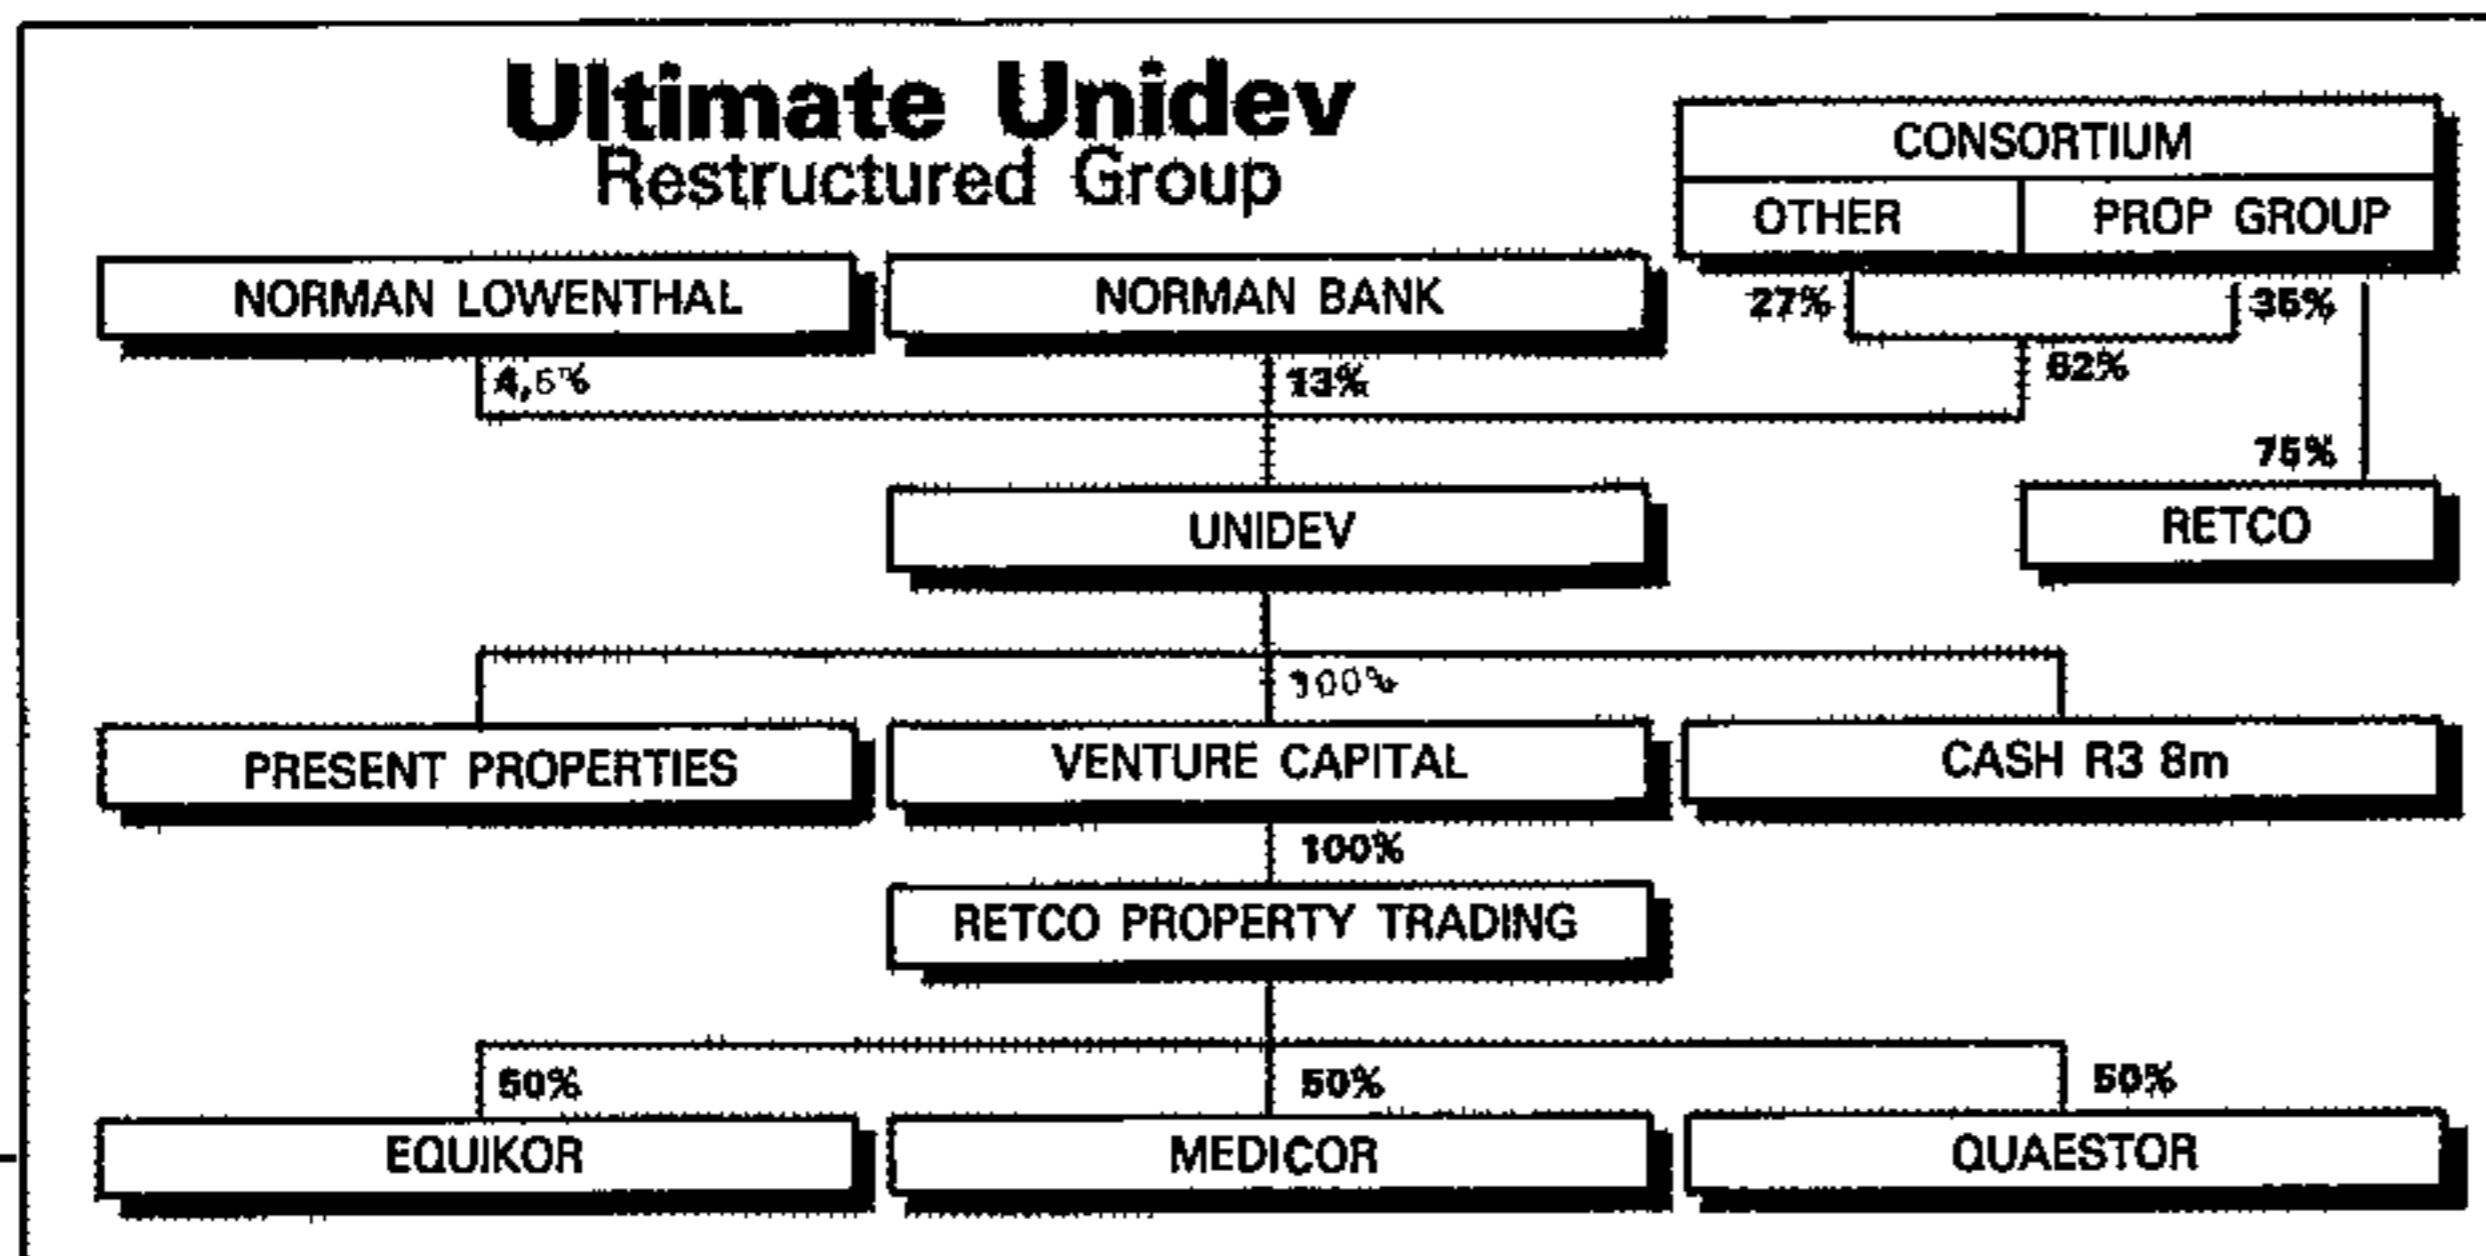 Ultimate Unidev
Restructured Group
CONSORTIUM
OTHER PROP GROUP
NORMAN LOWENTHAL NORMAN BANK
27% 35%
4,5% 13% 62%
75%
UNIDEV RETCO
100%
PRESENT PROPERTIES VENTURE CAPITAL CASH R3 8m
100%
RETCO PROPERTY TRADING
50% 50% 50%
EQUIKOR MEDICOR QUAESTOR